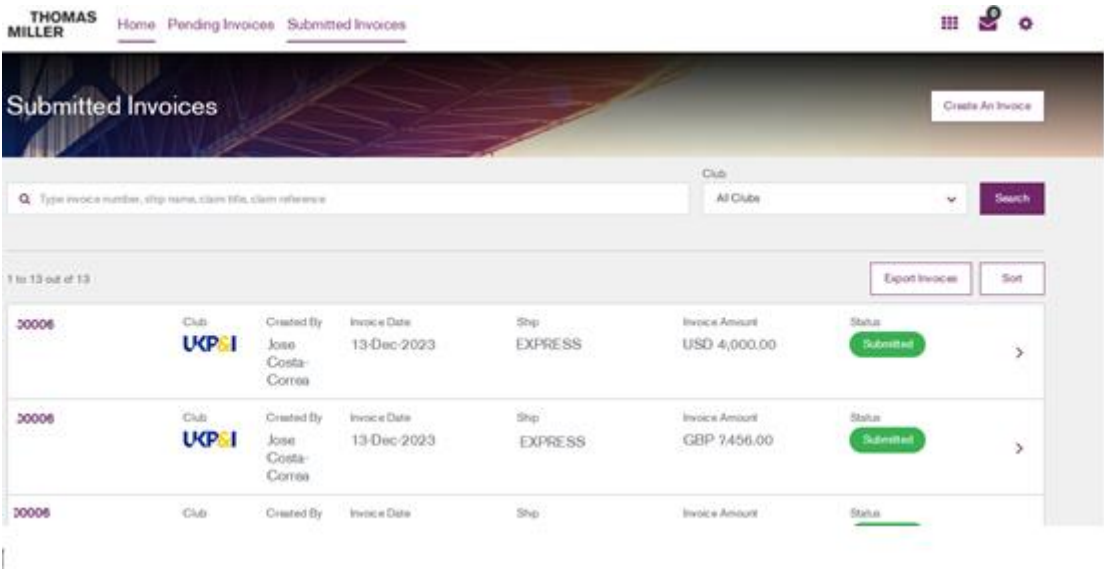 THOMAS
MILLER
Home Pending Invoices Submitted Invoices
0
Submitted Invoices
Create An Invoice
Club
Type invoice number, ship name, claim title, claim reference
All Clubs
Search
1 to 13 out of 13
Export Invoices
Sort
00006 Club Created By Invoice Date Ship Invoice Amount Status
UKP&I Jose 13-Dec-2023 EXPRESS USD 4,000.00 Submitted
Costa-
Correa
00006 Club Created By Invoice Date Ship Invoice Amount Status
UKP&I Jose 13-Dec-2023 EXPRESS GBP 7,456.00 Submitted
Costa-
Correa
00006 Club Created By Invoice Date Ship Invoice Amount Status